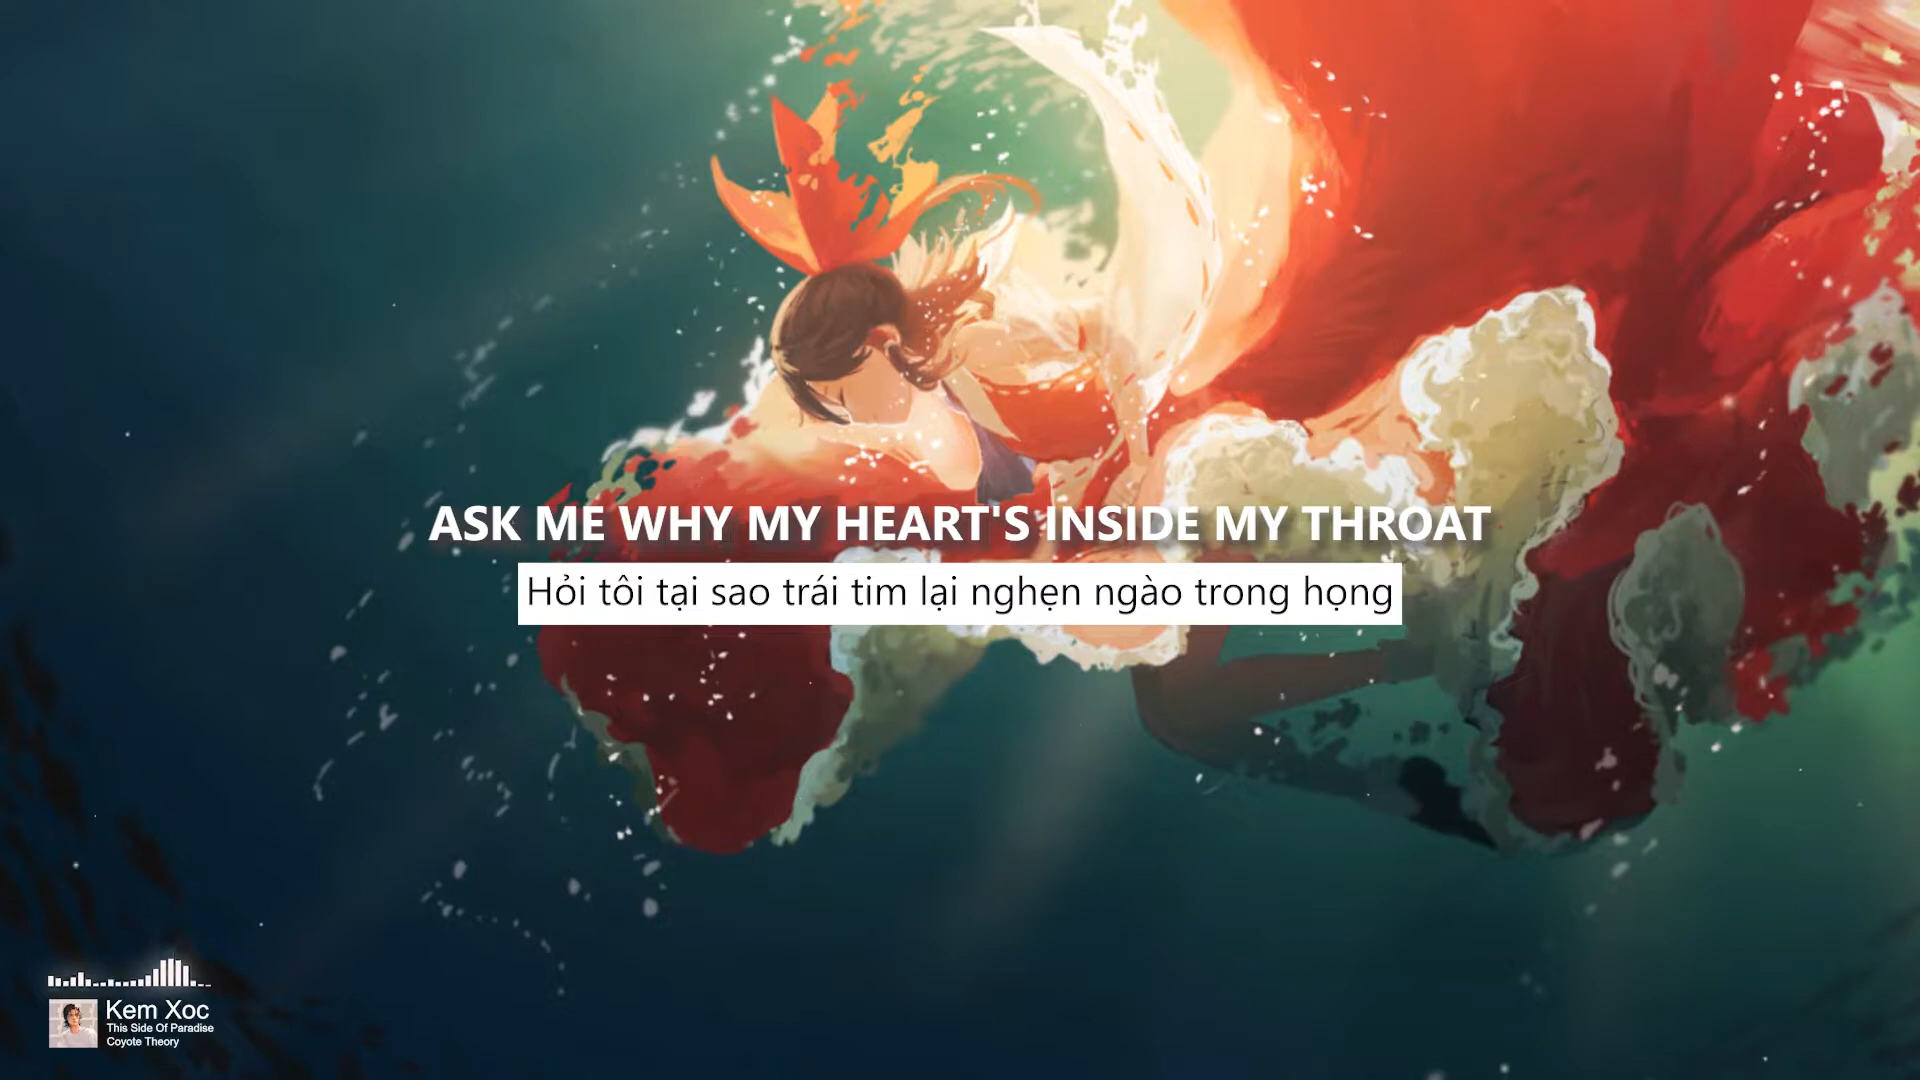 ASK ME WHY MY HEART'S INSIDE MY THROAT
Hỏi tôi tại sao trái tim lại nghẹn ngào trong họng
Kem Xoc
This Side Of Paradise
Coyote Theory